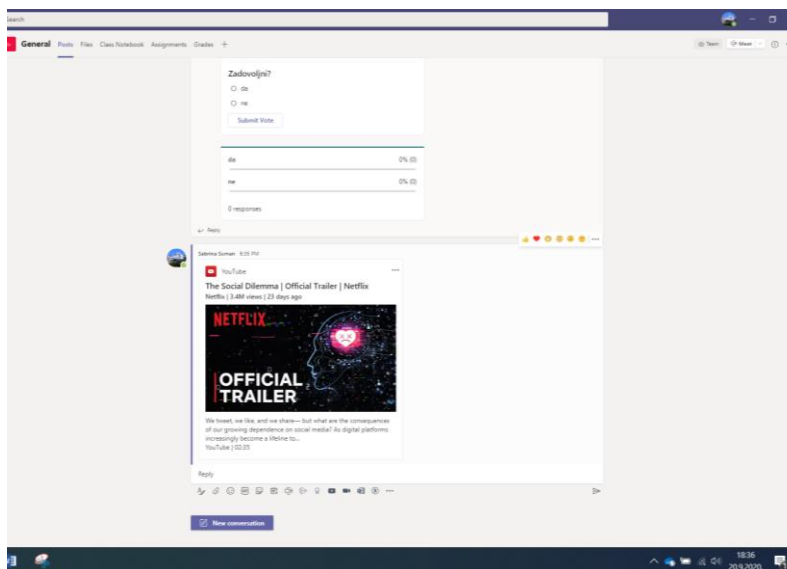 Search
General Posts Files Class Notebook Assignments Grades +
Team Meet
Zadovoljni?
da
ne
Submit Vote
da 0% (0)
ne 0% (0)
0 responses
Reply
Sabrina Suman
YouTube
The Social Dilemma | Official Trailer | Netflix
Netflix | 3.4M views | 23 days ago
NETFLIX
OFFICIAL
TRAILER
We tweet, we like, and we share— but what are the consequences
of our growing dependence on social media? As digital platforms
increasingly become a lifeline to...
YouTube | 02:35
Reply
New conversation
18:36
20.9.2020.